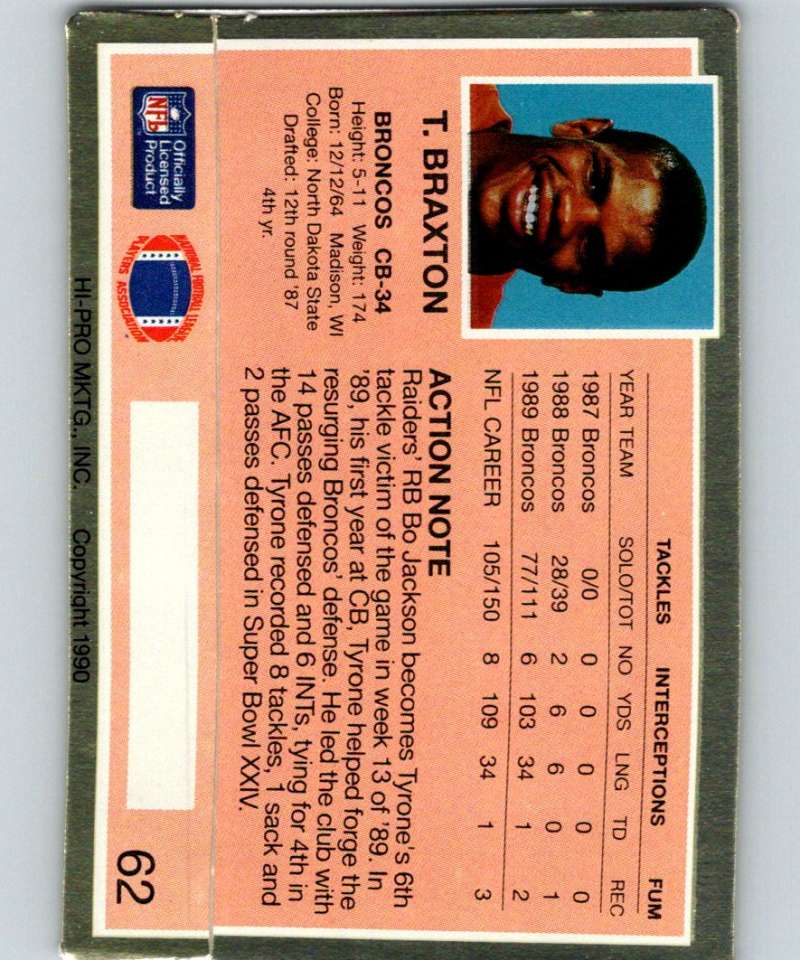 T. BRAXTON
BRONCOS CB-34
Height: 5-11 Weight: 174
Born: 12/12/64 Madison, WI
College: North Dakota State
Drafted: 12th round '87
4th yr.
TACKLES INTERCEPTIONS FUM
YEAR TEAM SOLO/TOT NO YDS LNG TD REC
1987 Broncos 0/0 0 0 0 0 0
1988 Broncos 28/39 2 6 6 0 1
1989 Broncos 77/111 6 103 34 1 2
NFL CAREER 105/150 8 109 34 1 3
ACTION NOTE
Raiders' RB Bo Jackson becomes Tyrone's 6th
tackle victim of the game in week 13 of '89. In
'89, his first year at CB, Tyrone helped forge the
resurging Broncos' defense. He led the club with
14 passes defensed and 6 INTs, tying for 4th in
the AFC. Tyrone recorded 8 tackles, 1 sack and
2 passes defensed in Super Bowl XXIV.
NFL
Officially
Licensed
Product
NATIONAL FOOTBALL LEAGUE
PLAYERS ASSOCIATION
62
HI-PRO MKTG., INC. Copyright 1990